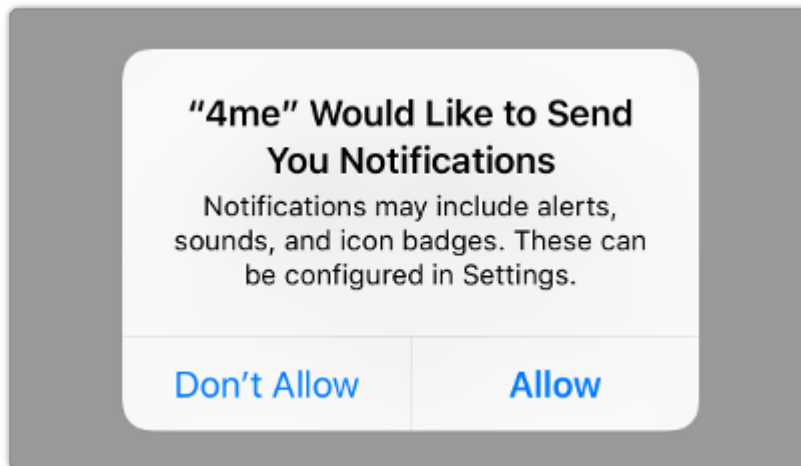 “4me” Would Like to Send
You Notifications
Notifications may include alerts,
sounds, and icon badges. These can
be configured in Settings.
Don’t Allow
Allow